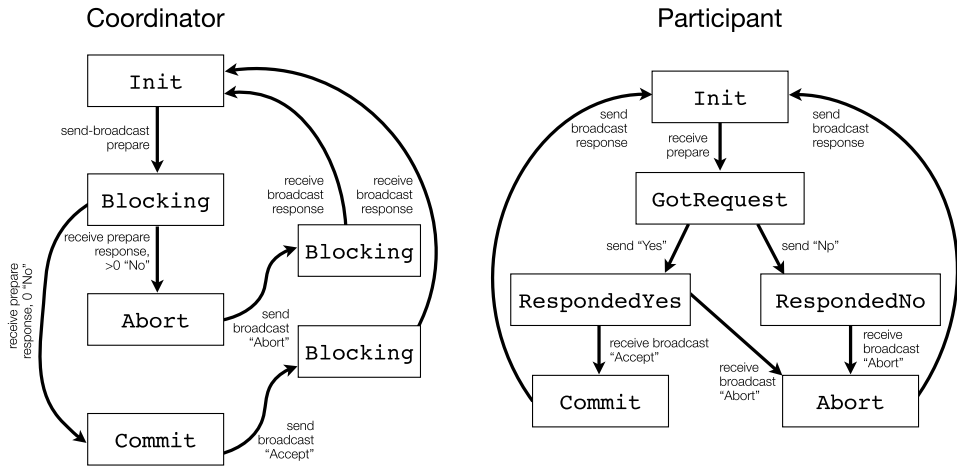 Coordinator
Init
send-broadcast
prepare
Blocking
receive prepare
response,
>0 “No”
receive prepare
response, 0 “No”
Abort
send
broadcast
“Abort”
receive
broadcast
response
receive
broadcast
response
Blocking
Blocking
Commit
send
broadcast
“Accept”
Participant
Init
send
broadcast
response
receive
prepare
send
broadcast
response
GotRequest
send “Yes”
send “Np”
RespondedYes
RespondedNo
receive broadcast
“Accept”
receive
broadcast
“Abort”
receive
broadcast
“Abort”
Commit
Abort